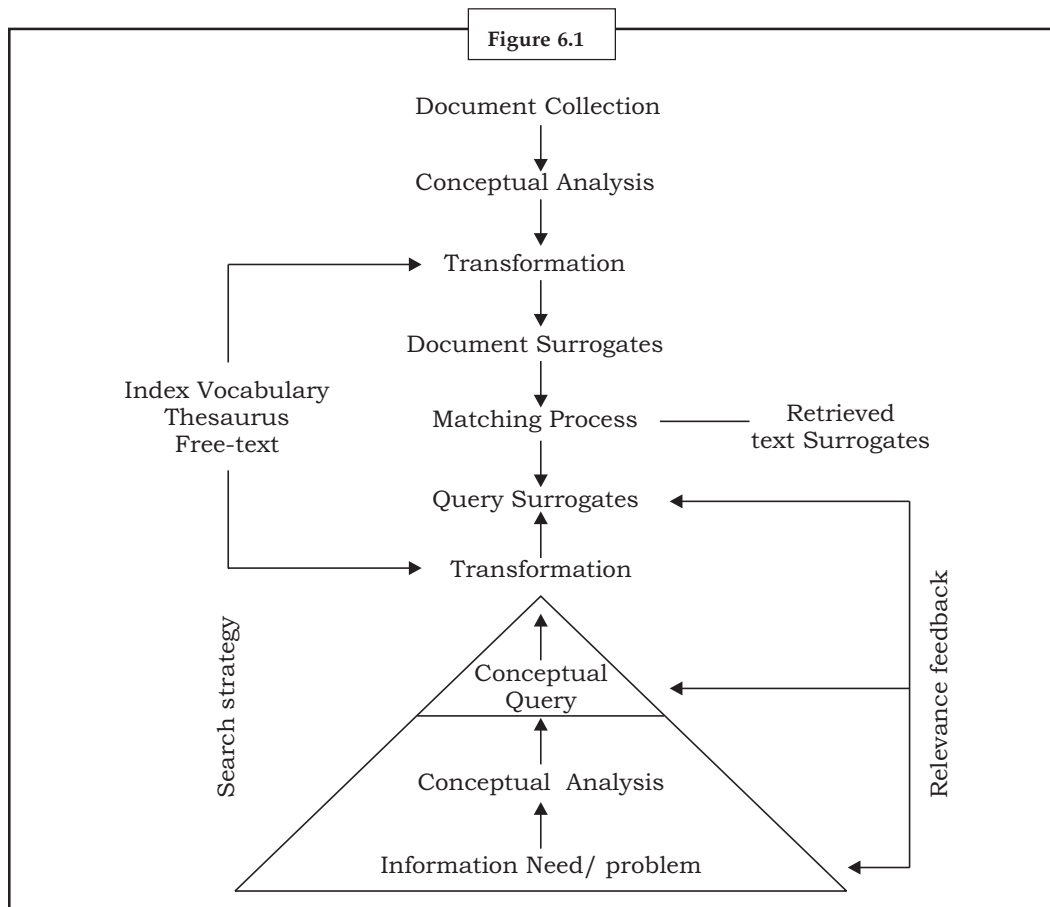 Figure 6.1
Document Collection
Conceptual Analysis
Transformation
Document Surrogates
Index Vocabulary
Thesaurus
Free-text
Matching Process
Retrieved
text Surrogates
Query Surrogates
Transformation
Search strategy
Conceptual
Query
Conceptual Analysis
Information Need/ problem
Relevance feedback